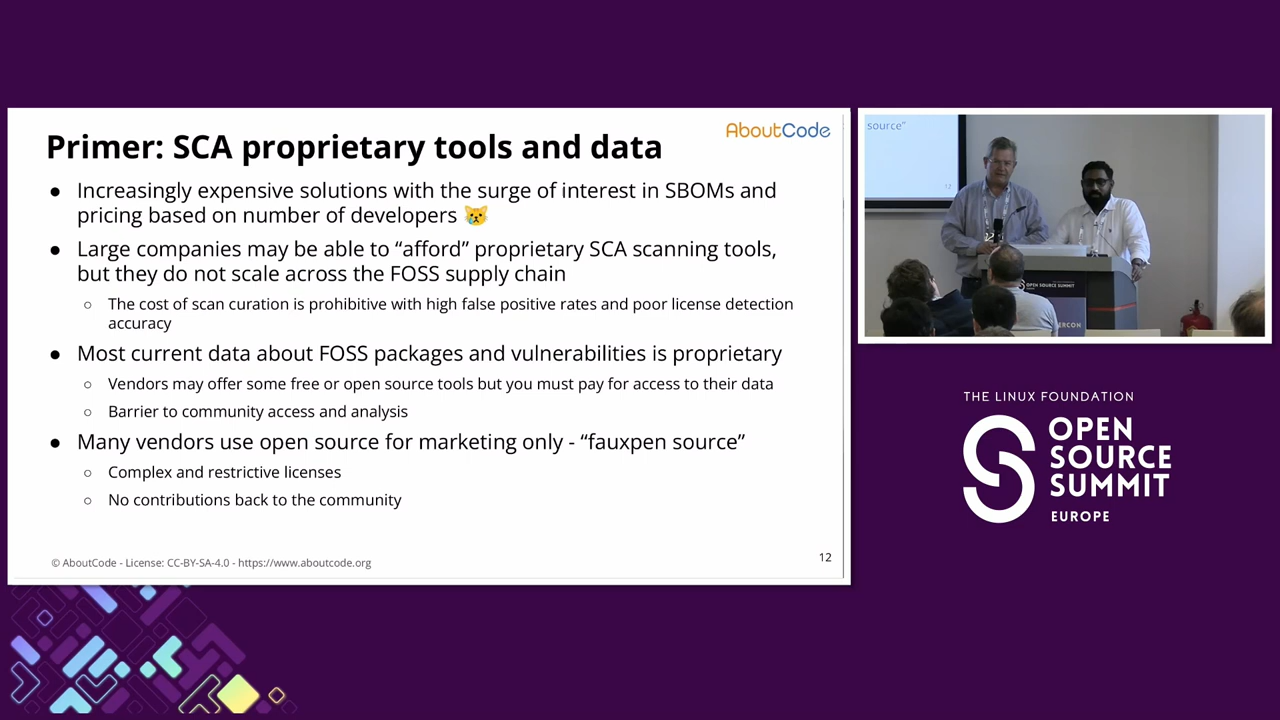 AboutCode
Primer: SCA proprietary tools and data
● Increasingly expensive solutions with the surge of interest in SBOMs and
pricing based on number of developers 😿
● Large companies may be able to “afford” proprietary SCA scanning tools,
but they do not scale across the FOSS supply chain
○ The cost of scan curation is prohibitive with high false positive rates and poor license detection
accuracy
● Most current data about FOSS packages and vulnerabilities is proprietary
○ Vendors may offer some free or open source tools but you must pay for access to their data
○ Barrier to community access and analysis
● Many vendors use open source for marketing only - “fauxpen source”
○ Complex and restrictive licenses
○ No contributions back to the community
© AboutCode - License: CC-BY-SA-4.0 - https://www.aboutcode.org
12
source”
12
OPEN SOURCE SUMMIT
ERCON
THE LINUX FOUNDATION
OPEN
SOURCE
SUMMIT
EUROPE